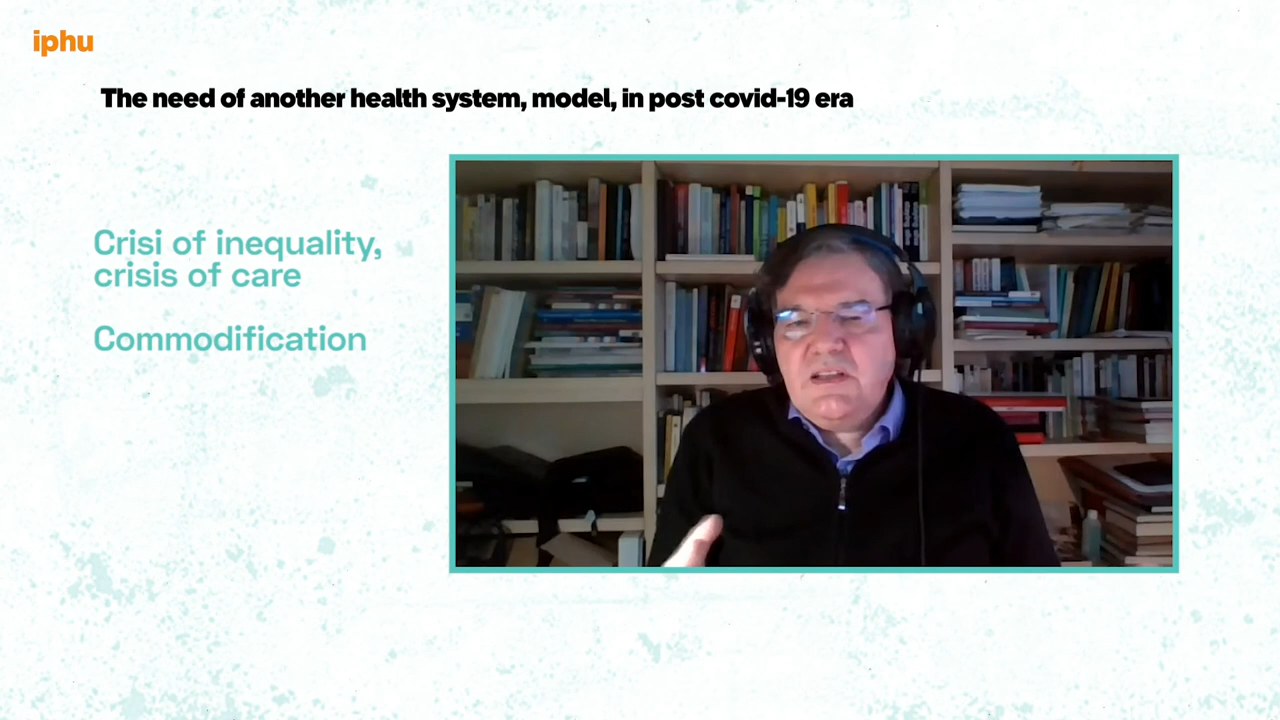 iphu
The need of another health system, model, in post covid-19 era
Crisi of inequality,
crisis of care
Commodification